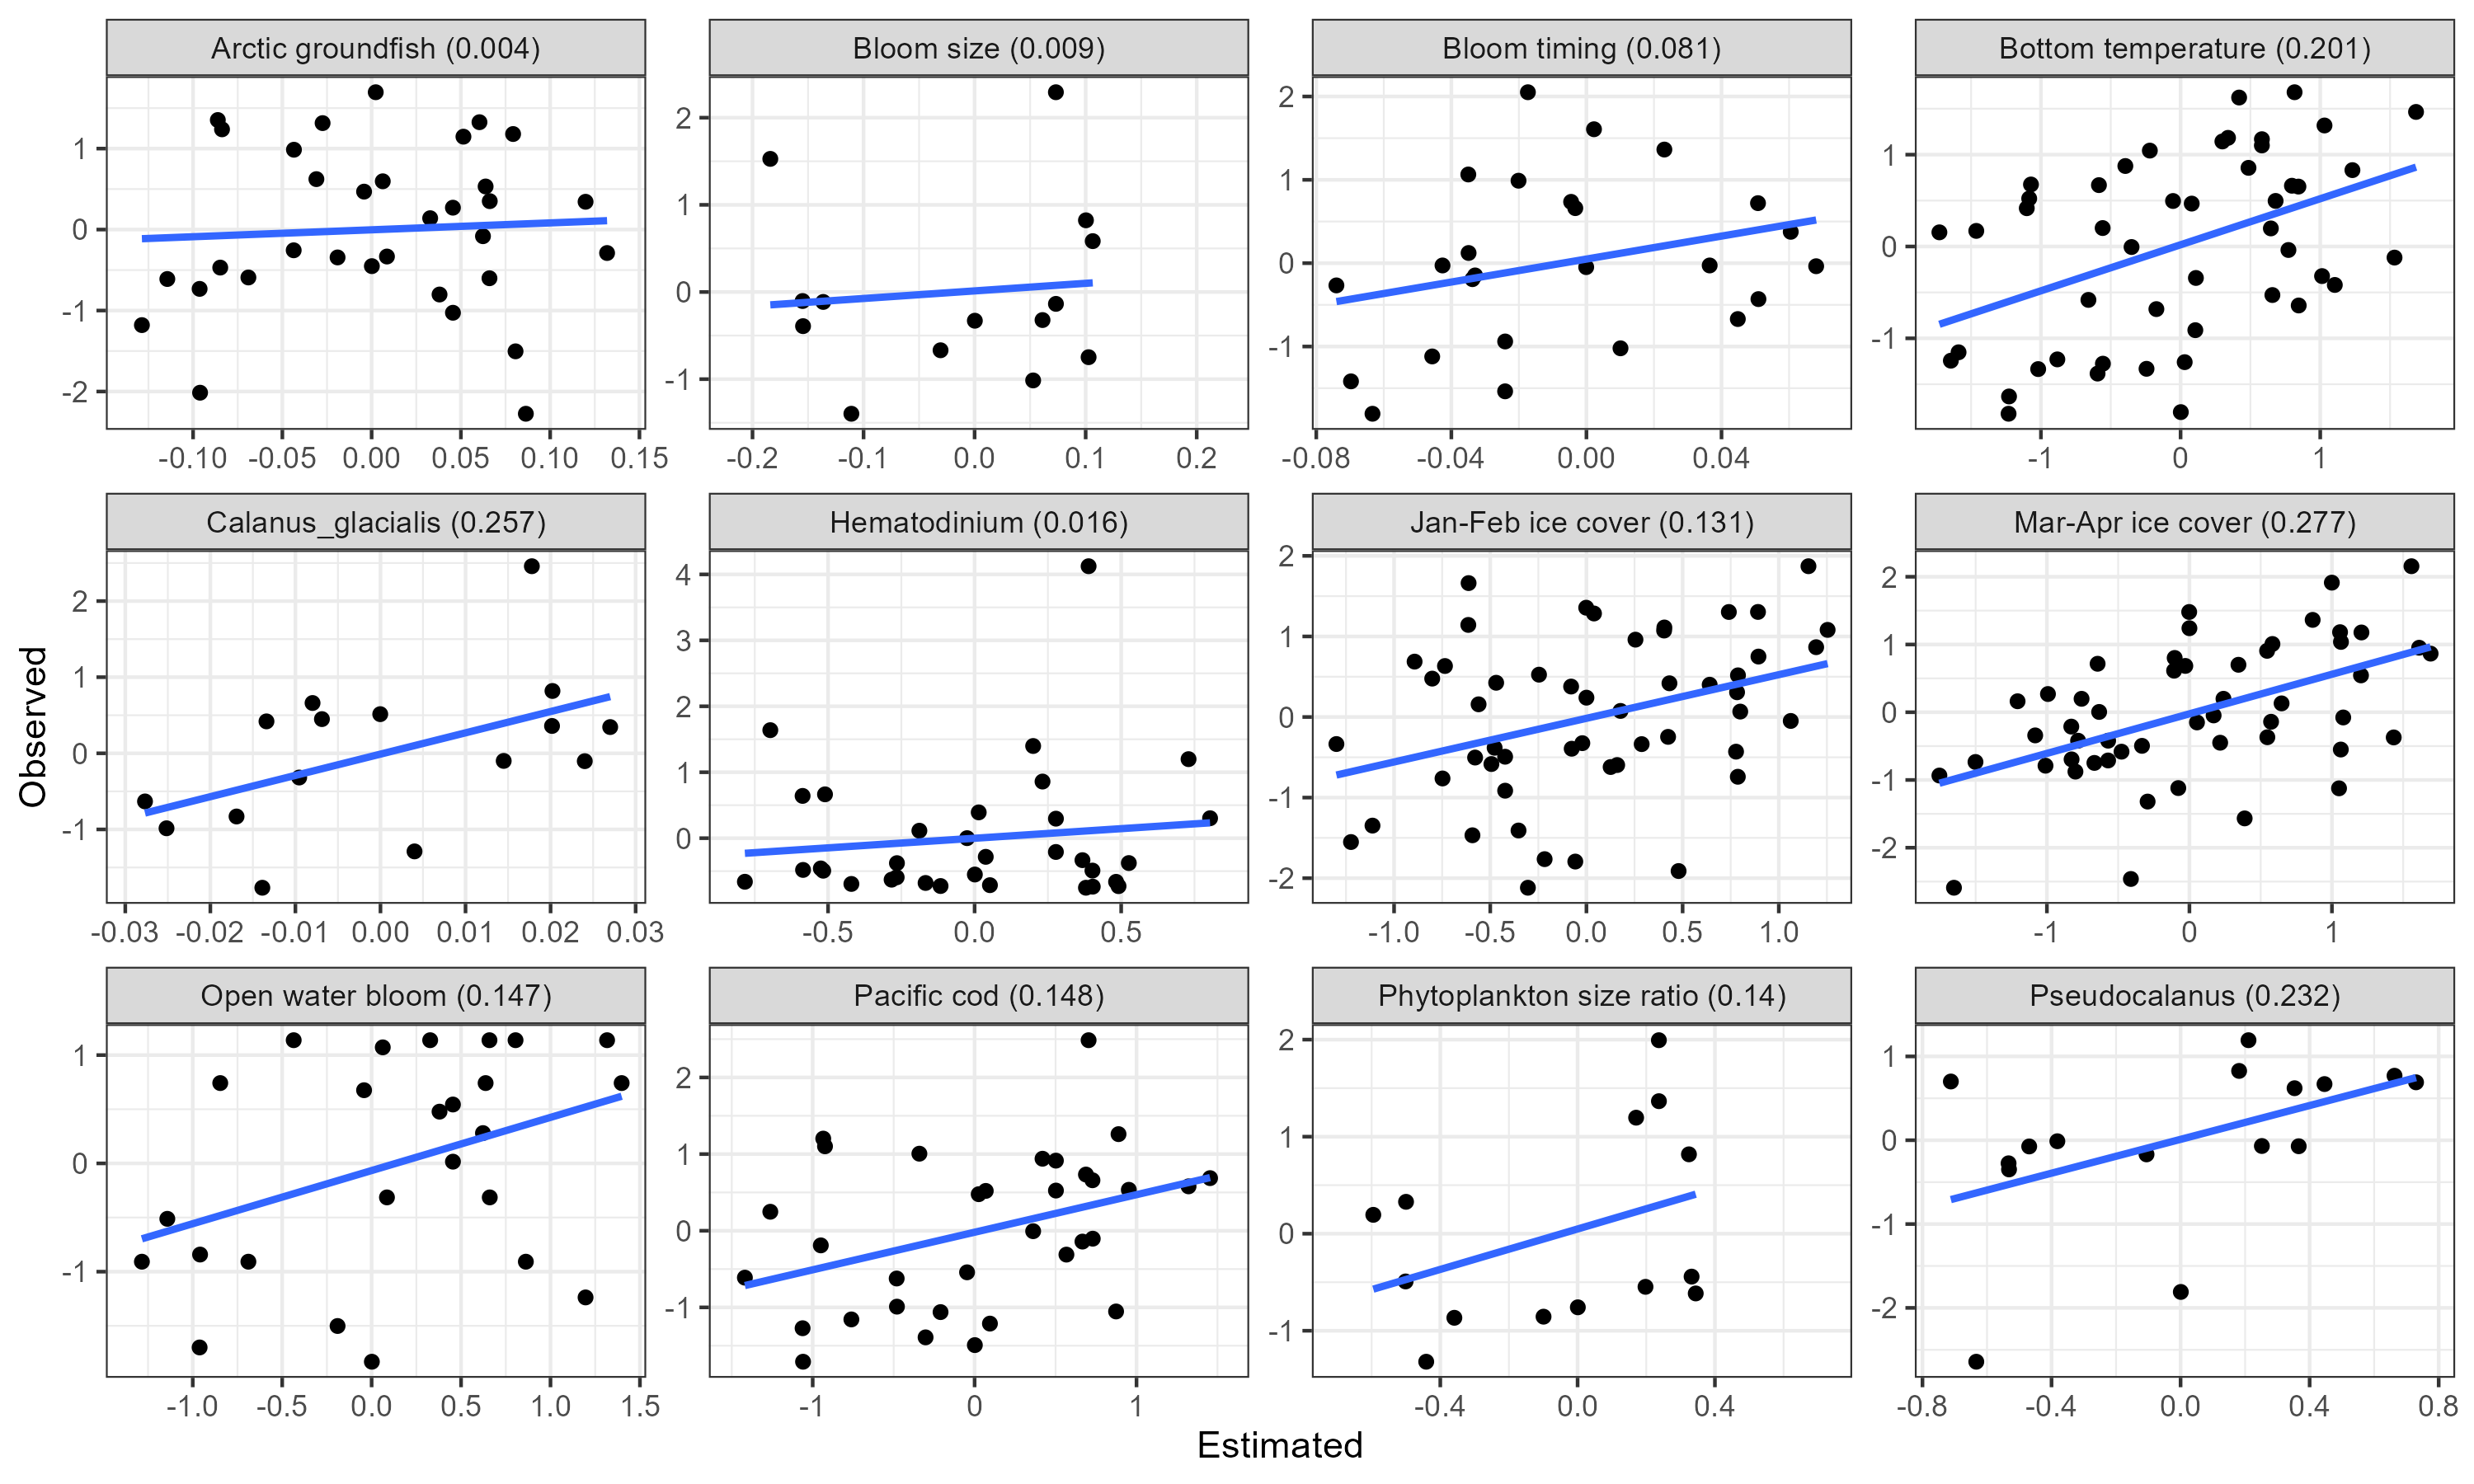 Arctic groundfish (0.004) Bloom size (0.009) Bloom timing (0.081) Bottom temperature (0.201)
1 0 -1 -2
-0.10 -0.05 0.00 0.05 0.10 0.15
2 1 0 -1
-0.2 -0.1 0.0 0.1 0.2
2 1 0 -1
-0.08 -0.04 0.00 0.04
1 0 -1
-1 0 1
Calanus_glacialis (0.257) Hematodinium (0.016) Jan-Feb ice cover (0.131) Mar-Apr ice cover (0.277)
Observed
2 1 0 -1
-0.03 -0.02 -0.01 0.00 0.01 0.02 0.03
4 3 2 1 0
-0.5 0.0 0.5
2 1 0 -1 -2
-1.0 -0.5 0.0 0.5 1.0
2 1 0 -1 -2
-1 0 1
Open water bloom (0.147) Pacific cod (0.148) Phytoplankton size ratio (0.14) Pseudocalanus (0.232)
1 0 -1
-1.0 -0.5 0.0 0.5 1.0 1.5
2 1 0 -1
-1 0 1
2 1 0 -1
-0.4 0.0 0.4
1 0 -1 -2
-0.8 -0.4 0.0 0.4 0.8
Estimated